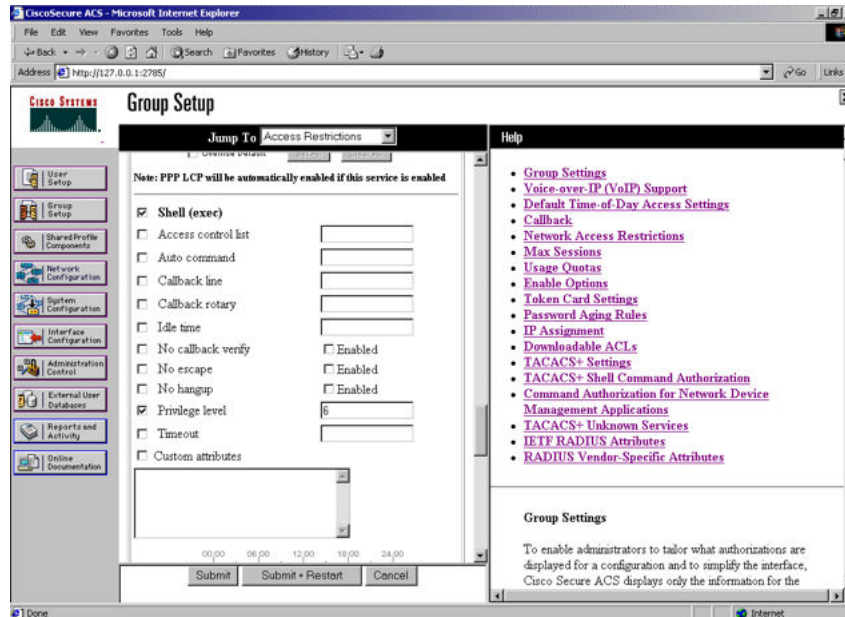 CiscoSecure ACS - Microsoft Internet Explorer
File Edit View Favorites Tools Help
Back Search Favorites History
Address http://127.0.0.1:2785/ Go Links
CISCO SYSTEMS
Group Setup
Jump To Access Restrictions
Note: PPP LCP will be automatically enabled if this service is enabled
Shell (exec)
Access control list
Auto command
Callback line
Callback rotary
Idle time
No callback verify Enabled
No escape Enabled
No hangup Enabled
Privilege level 6
Timeout
Custom attributes
00;00 06;00 12;00 18;00 24;00
Submit Submit + Restart Cancel
User Setup
Group Setup
Shared Profile Components
Network Configuration
System Configuration
Interface Configuration
Administration Control
External User Databases
Reports and Activity
Online Documentation
Help
Group Settings
Voice-over-IP (VoIP) Support
Default Time-of-Day Access Settings
Callback
Network Access Restrictions
Max Sessions
Usage Quotas
Enable Options
Token Card Settings
Password Aging Rules
IP Assignment
Downloadable ACLs
TACACS+ Settings
TACACS+ Shell Command Authorization
Command Authorization for Network Device
Management Applications
TACACS+ Unknown Services
IETF RADIUS Attributes
RADIUS Vendor-Specific Attributes
Group Settings
To enable administrators to tailor what authorizations are
displayed for a configuration and to simplify the interface,
Cisco Secure ACS displays only the information for the
Done Internet